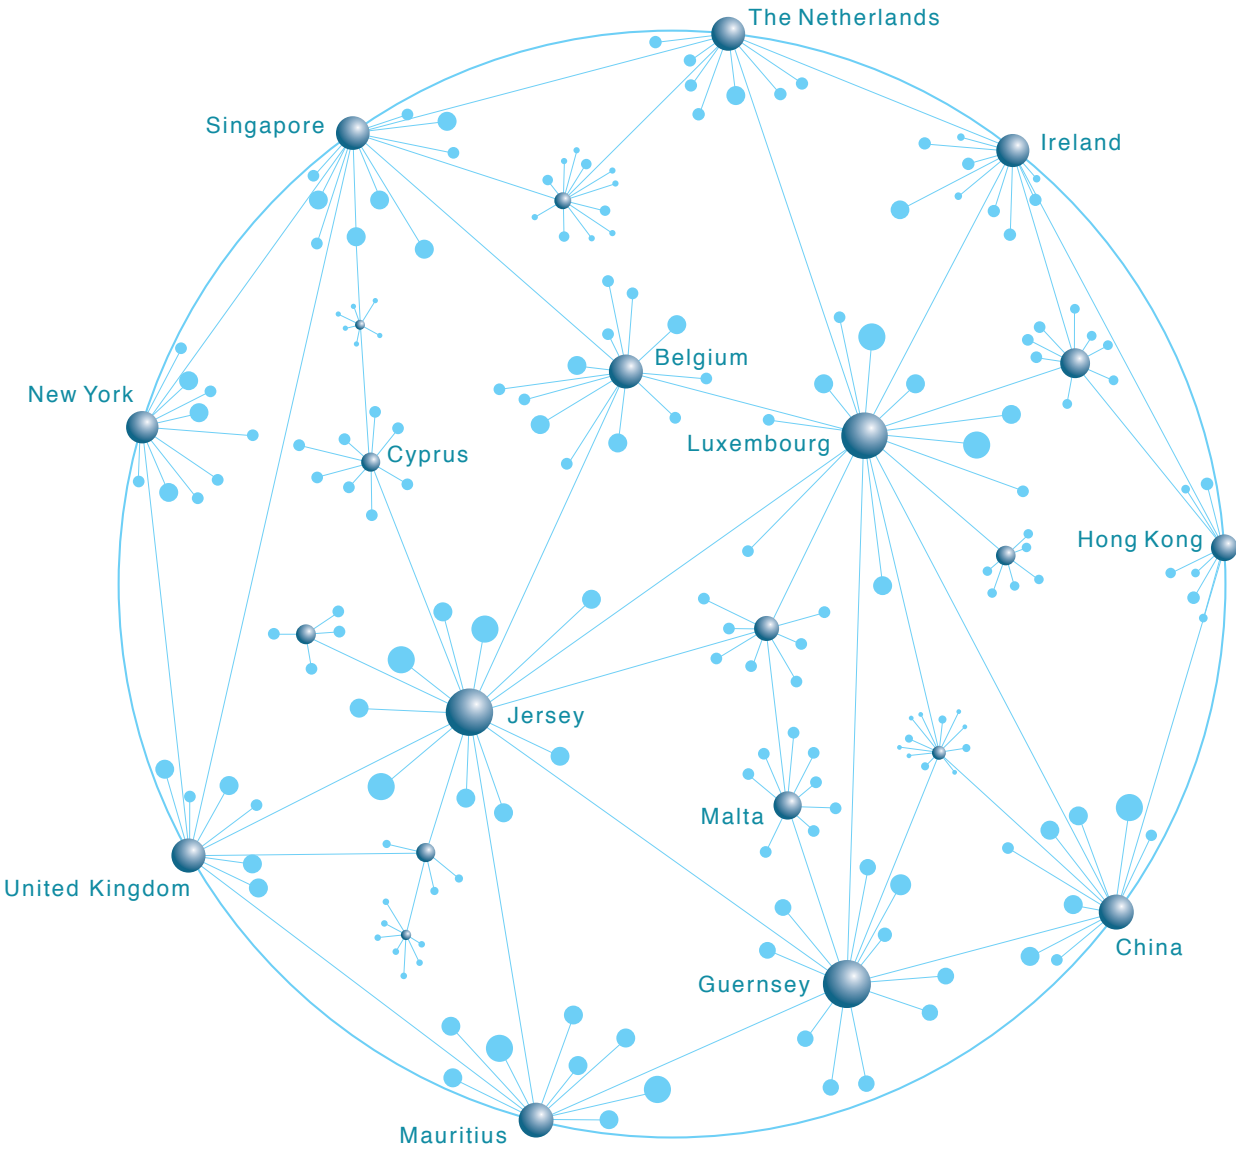 The Netherlands
Singapore
Ireland
Belgium
New York
Luxembourg
Cyprus
Hong Kong
Jersey
Malta
United Kingdom
China
Guernsey
Mauritius